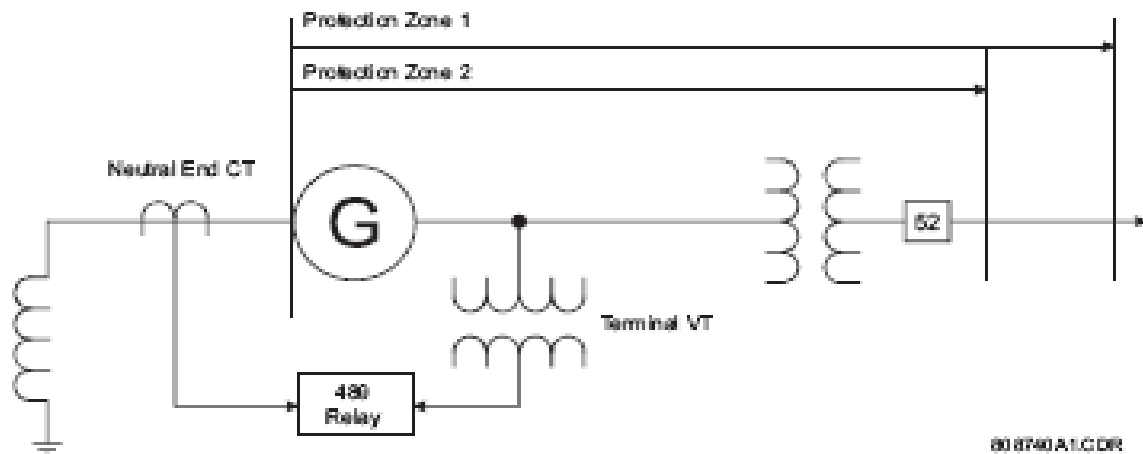 Protection Zone 1
Protection Zone 2
Neutral End CT
G
52
Terminal VT
489
Relay
808740A1.CDR